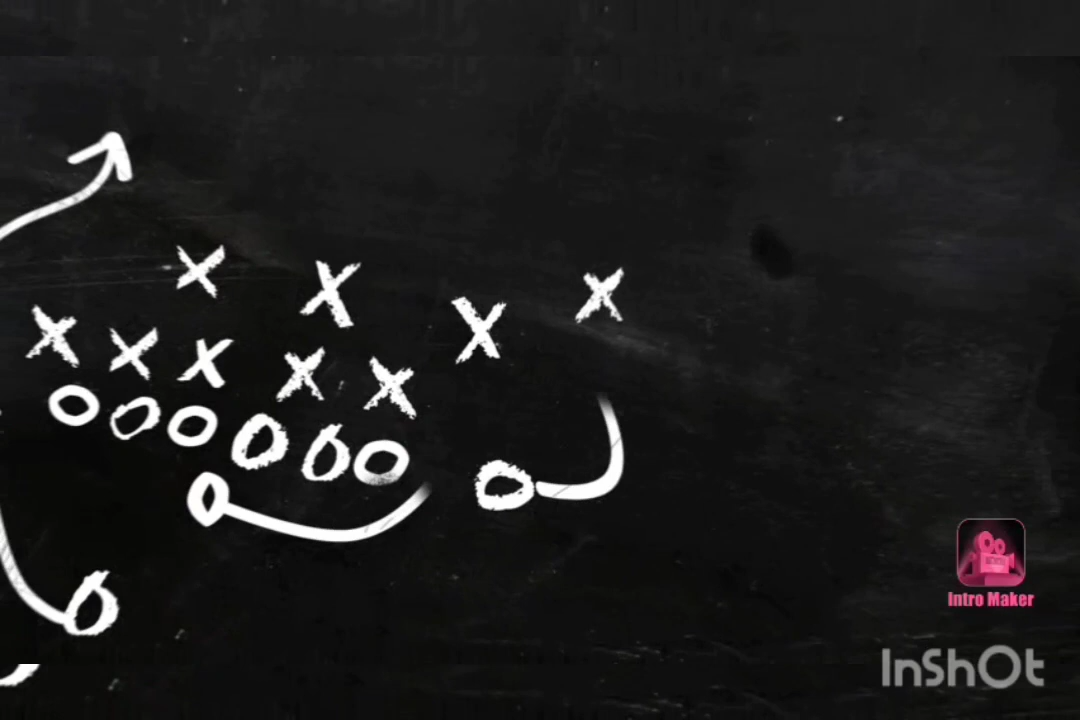 X X X X
X X X X X
O O O O O O
O O
O
Intro Maker
InShOt